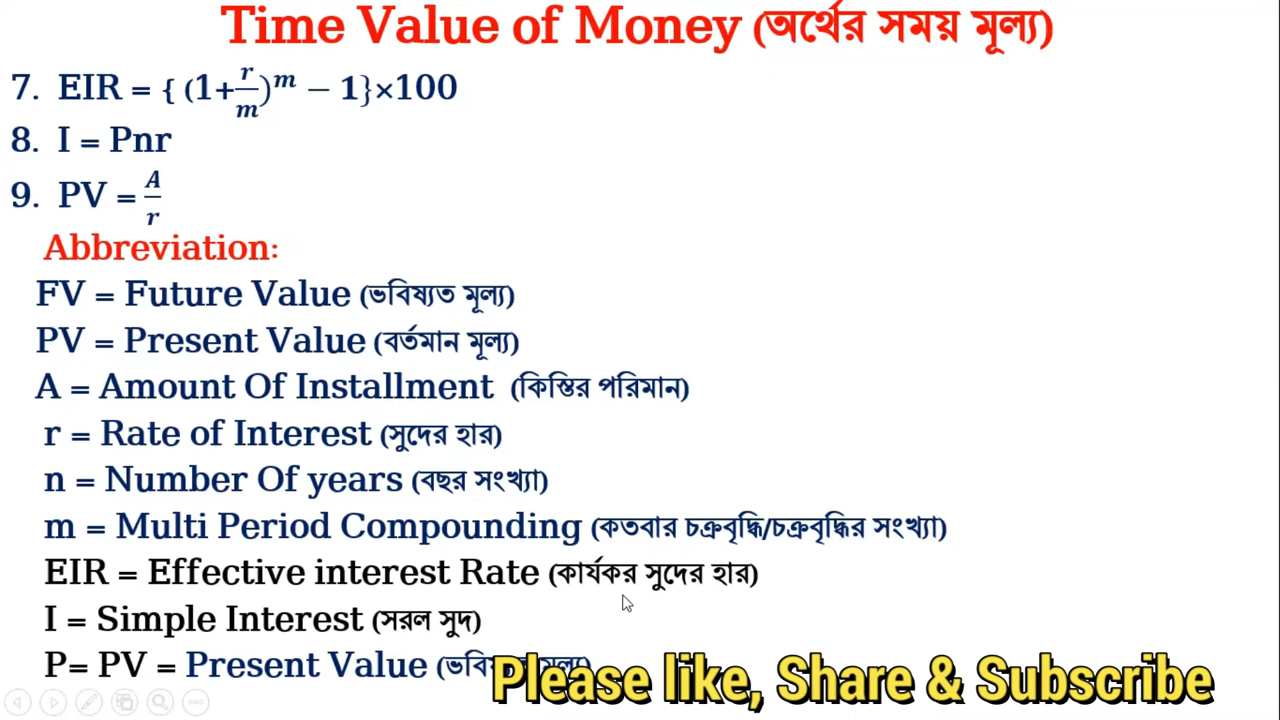 Time Value of Money (অর্থের সময় মূল্য)
7. EIR = { (1+r/m)^m − 1}×100
8. I = Pnr
9. PV = A/r
Abbreviation:
FV = Future Value (ভবিষ্যত মূল্য)
PV = Present Value (বর্তমান মূল্য)
A = Amount Of Installment (কিস্তির পরিমান)
r = Rate of Interest (সুদের হার)
n = Number Of years (বছর সংখ্যা)
m = Multi Period Compounding (কতবার চক্রবৃদ্ধি/চক্রবৃদ্ধির সংখ্যা)
EIR = Effective interest Rate (কার্যকর সুদের হার)
I = Simple Interest (সরল সুদ)
P= PV = Present Value
Please like, Share & Subscribe